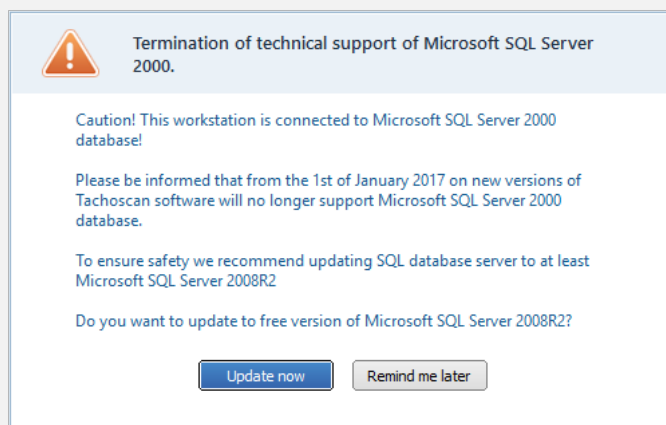 Termination of technical support of Microsoft SQL Server
2000.
Caution! This workstation is connected to Microsoft SQL Server 2000
database!
Please be informed that from the 1st of January 2017 on new versions of
Tachoscan software will no longer support Microsoft SQL Server 2000
database.
To ensure safety we recommend updating SQL database server to at least
Microsoft SQL Server 2008R2
Do you want to update to free version of Microsoft SQL Server 2008R2?
Update now
Remind me later